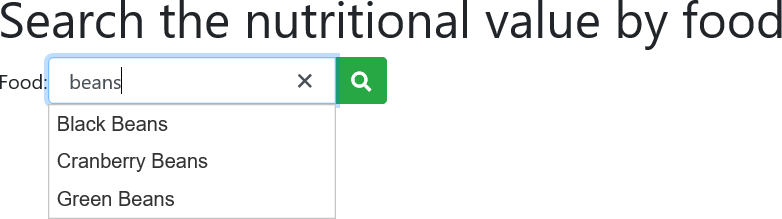 Search the nutritional value by food
Food: beans
Black Beans
Cranberry Beans
Green Beans